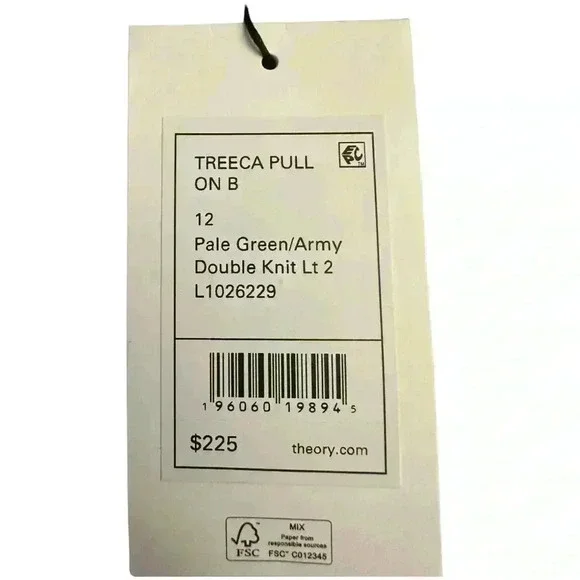 TREECA PULL
ON B
12
Pale Green/Army
Double Knit Lt 2
L1026229
1 96060 19894 5
$225 theory.com
MIX
Paper from
responsible sources
FSC FSC™ C012345